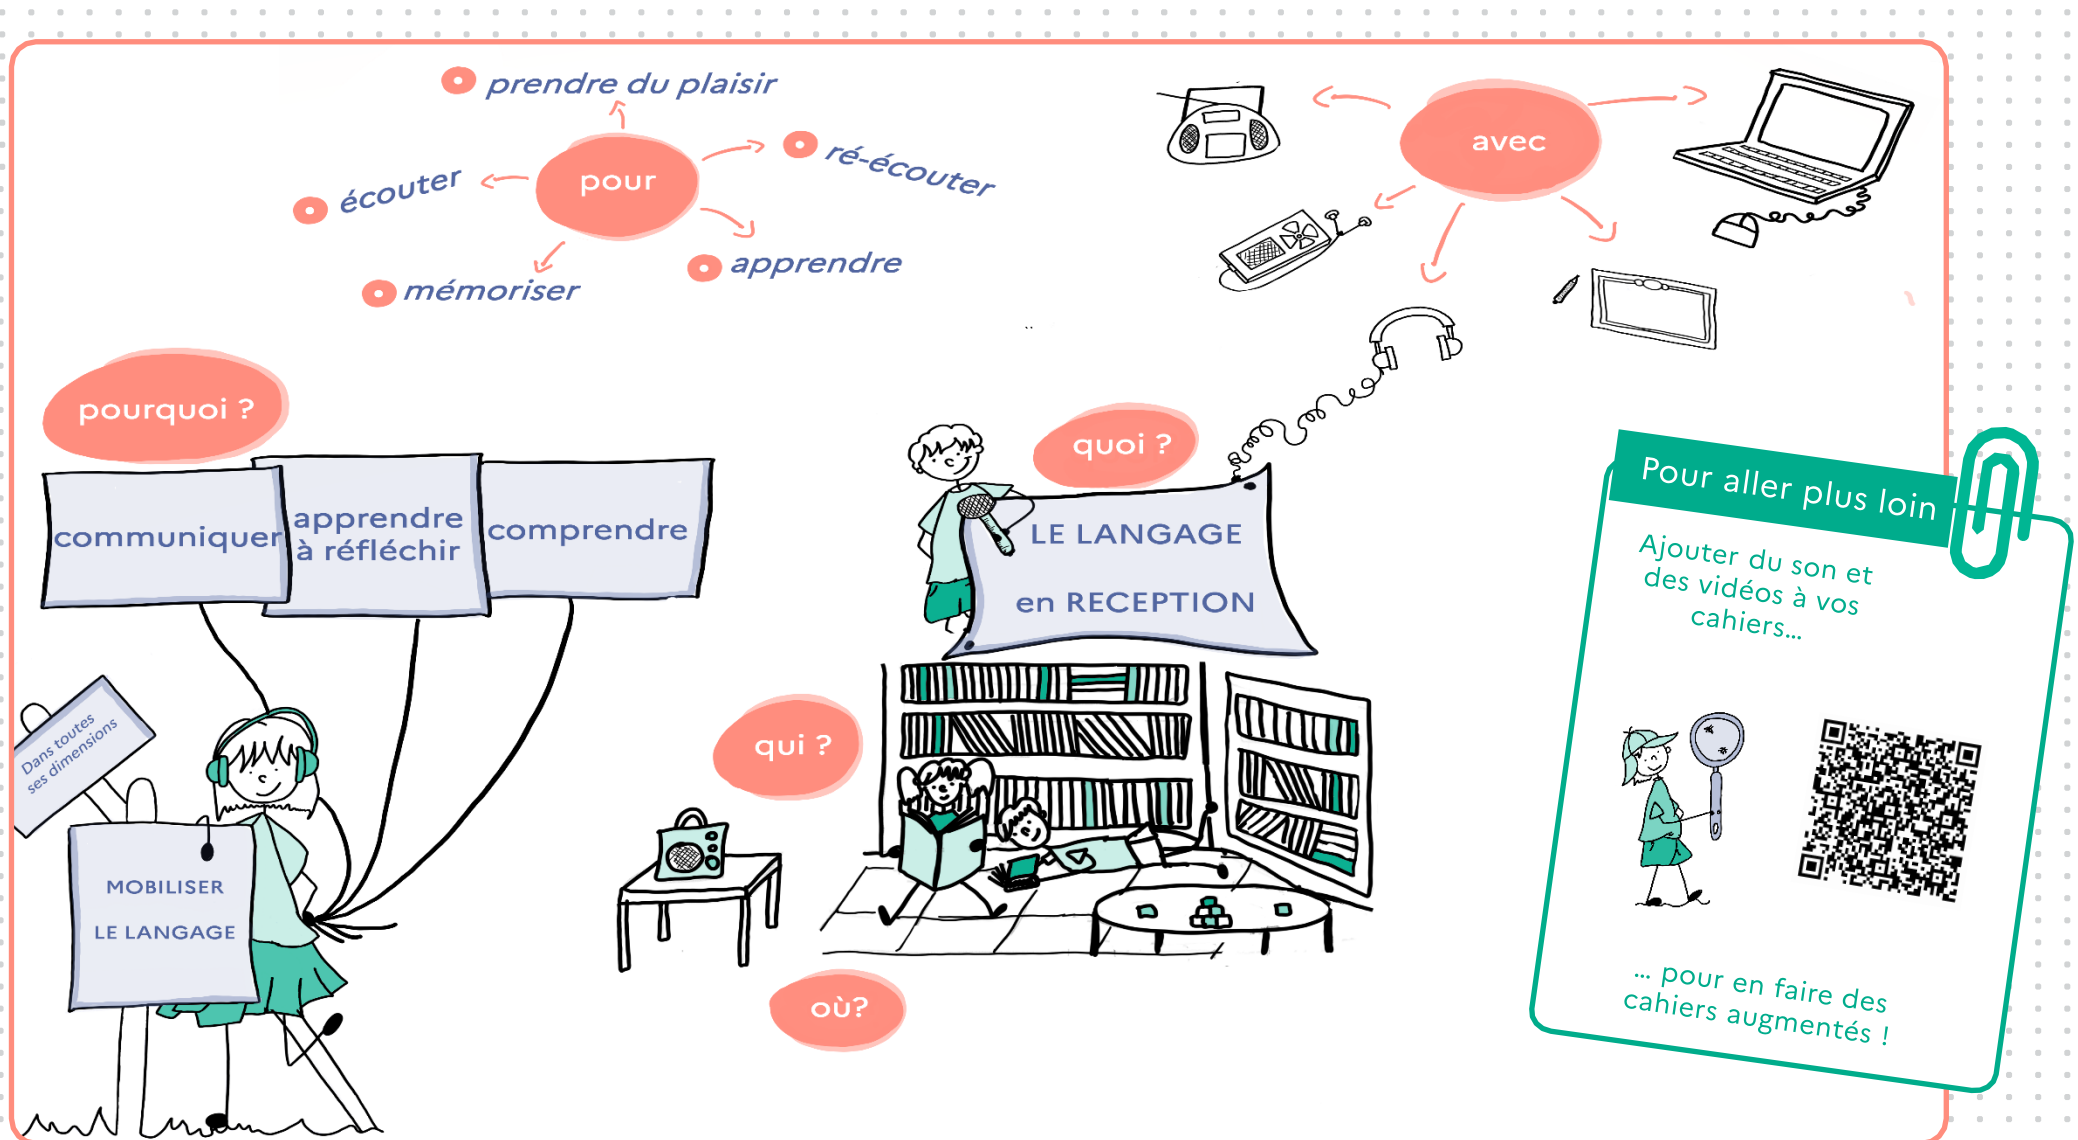 prendre du plaisir
ré-écouter
écouter
pour
apprendre
mémoriser
avec
pourquoi ?
communiquer
apprendre
à réfléchir
comprendre
quoi ?
LE LANGAGE
en RECEPTION
Dans toutes
ses dimensions
MOBILISER
LE LANGAGE
qui ?
où?
Pour aller plus loin
Ajouter du son et
des vidéos à vos
cahiers...
... pour en faire des
cahiers augmentés !